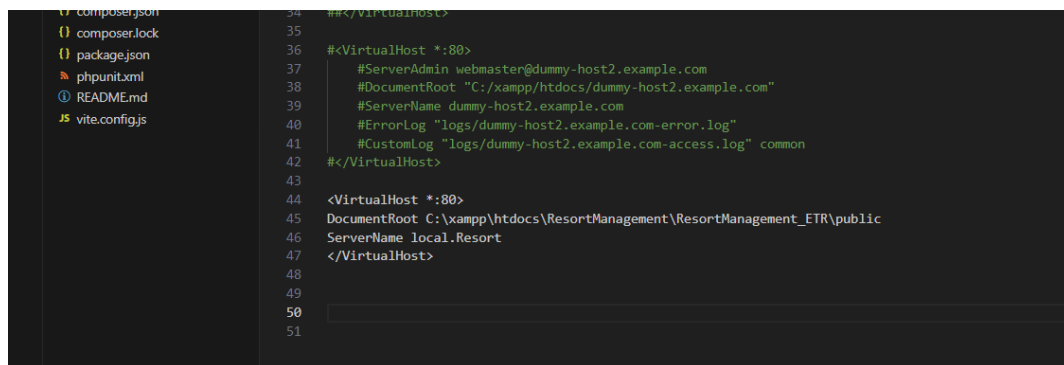 composer.json
composer.lock
package.json
phpunit.xml
README.md
JS vite.config.js
34 ##</VirtualHost>
35
36 #<VirtualHost *:80>
37 #ServerAdmin webmaster@dummy-host2.example.com
38 #DocumentRoot "C:/xampp/htdocs/dummy-host2.example.com"
39 #ServerName dummy-host2.example.com
40 #ErrorLog "logs/dummy-host2.example.com-error.log"
41 #CustomLog "logs/dummy-host2.example.com-access.log" common
42 #</VirtualHost>
43
44 <VirtualHost *:80>
45 DocumentRoot C:\xampp\htdocs\ResortManagement\ResortManagement_ETR\public
46 ServerName local.Resort
47 </VirtualHost>
48
49
50
51